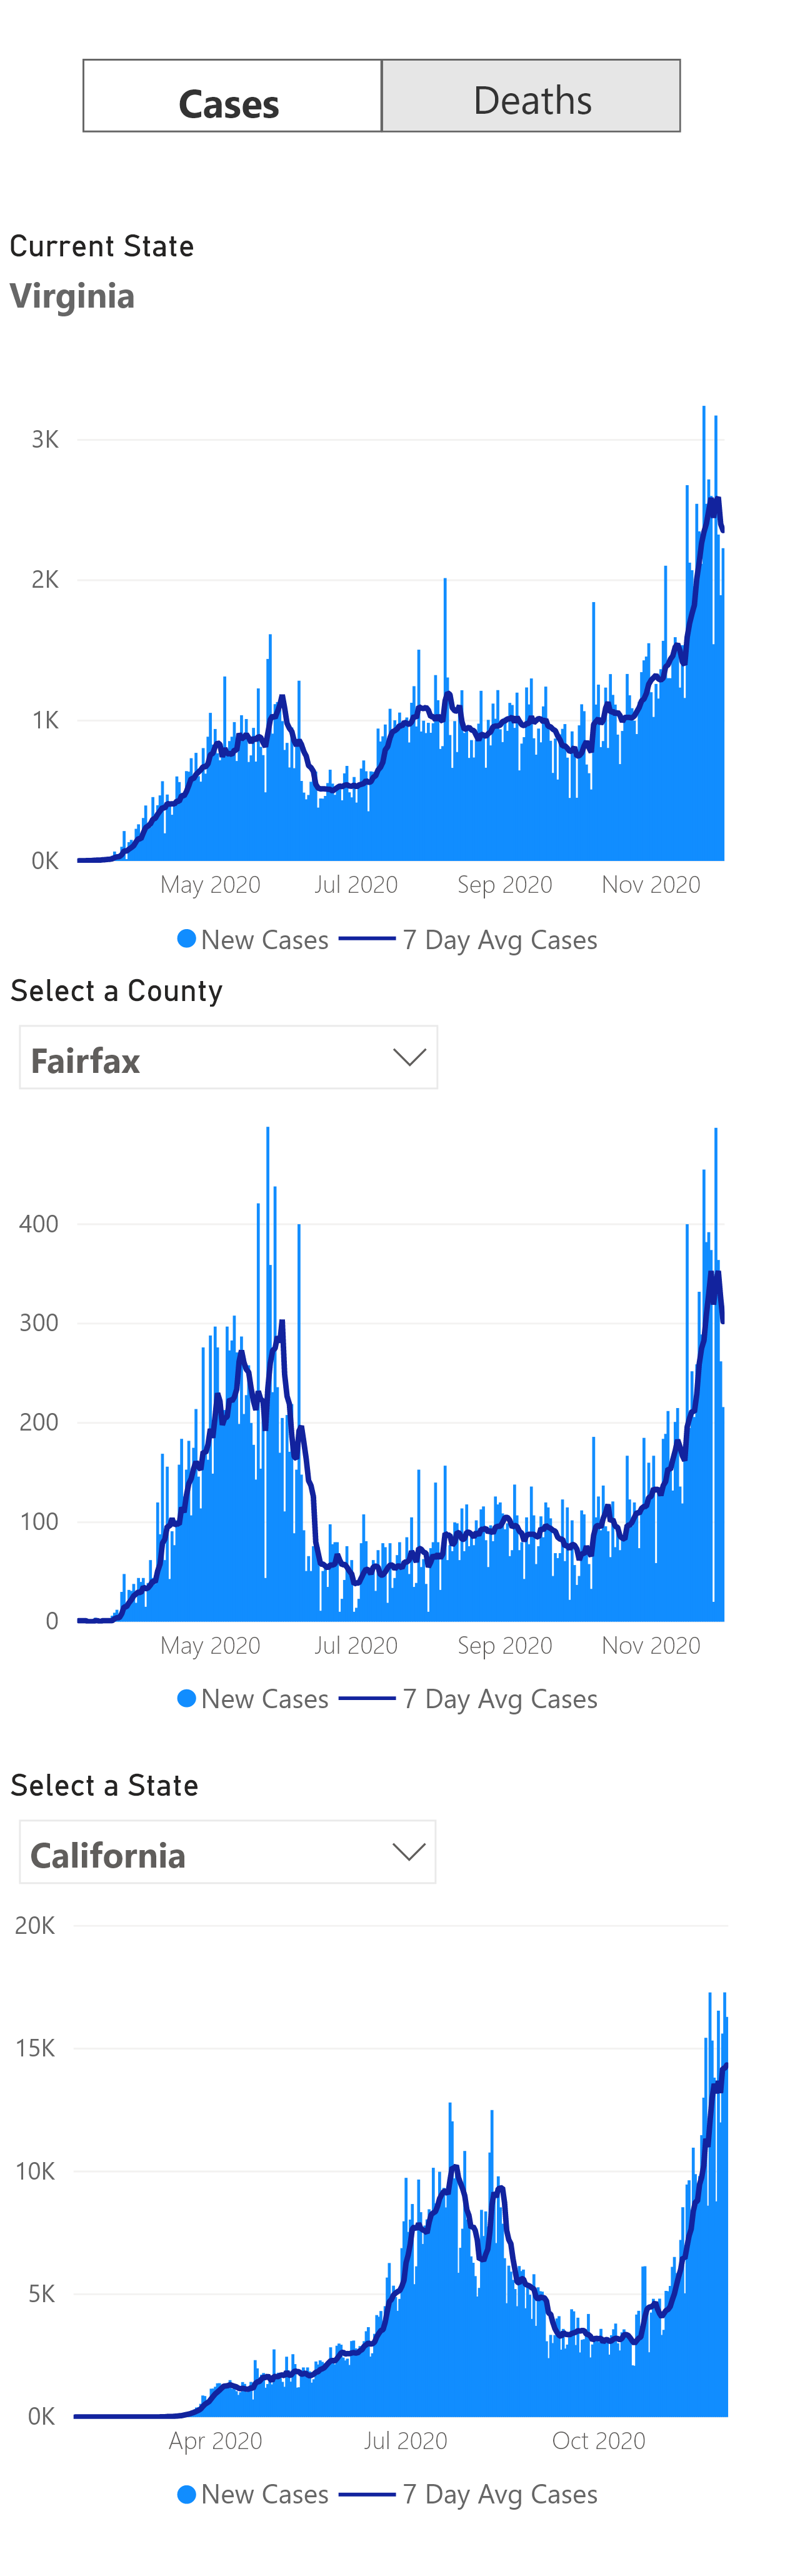 Cases Deaths
Current State
Virginia
3K
2K
1K
0K
May 2020 Jul 2020 Sep 2020 Nov 2020
New Cases 7 Day Avg Cases
Select a County
Fairfax
400
300
200
100
0
May 2020 Jul 2020 Sep 2020 Nov 2020
New Cases 7 Day Avg Cases
Select a State
California
20K
15K
10K
5K
0K
Apr 2020 Jul 2020 Oct 2020
New Cases 7 Day Avg Cases